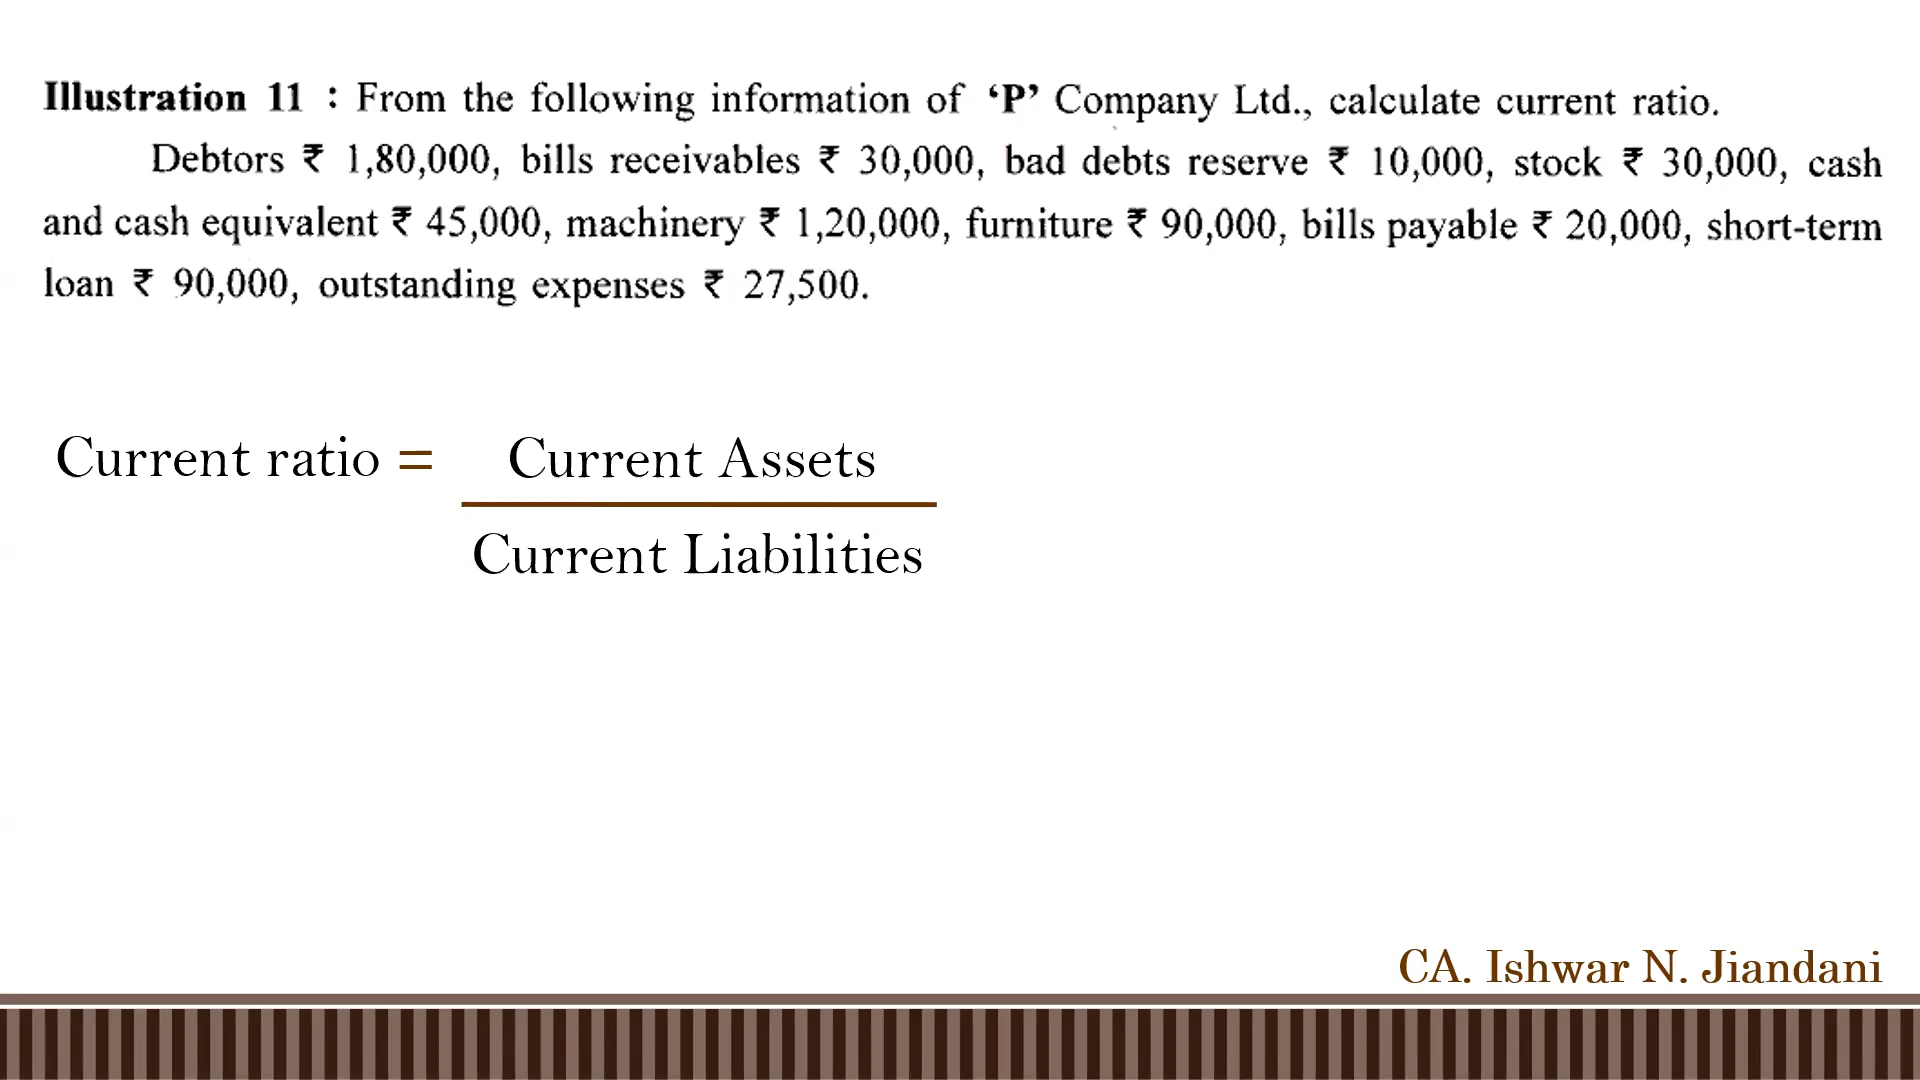 Illustration 11 : From the following information of ‘P’ Company Ltd., calculate current ratio.
Debtors ₹ 1,80,000, bills receivables ₹ 30,000, bad debts reserve ₹ 10,000, stock ₹ 30,000, cash
and cash equivalent ₹ 45,000, machinery ₹ 1,20,000, furniture ₹ 90,000, bills payable ₹ 20,000, short-term
loan ₹ 90,000, outstanding expenses ₹ 27,500.
Current ratio = Current Assets
Current Liabilities
CA. Ishwar N. Jiandani